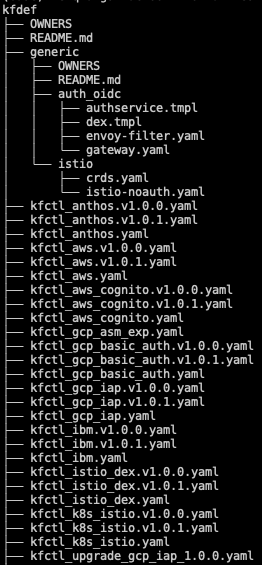 kfdef
├── OWNERS
├── README.md
├── generic
│   ├── OWNERS
│   ├── README.md
│   ├── auth_oidc
│   │   ├── authservice.tmpl
│   │   ├── dex.tmpl
│   │   ├── envoy-filter.yaml
│   │   └── gateway.yaml
│   └── istio
│       ├── crds.yaml
│       └── istio-noauth.yaml
├── kfctl_anthos.v1.0.0.yaml
├── kfctl_anthos.v1.0.1.yaml
├── kfctl_anthos.yaml
├── kfctl_aws.v1.0.0.yaml
├── kfctl_aws.v1.0.1.yaml
├── kfctl_aws.yaml
├── kfctl_aws_cognito.v1.0.0.yaml
├── kfctl_aws_cognito.v1.0.1.yaml
├── kfctl_aws_cognito.yaml
├── kfctl_gcp_asm_exp.yaml
├── kfctl_gcp_basic_auth.v1.0.0.yaml
├── kfctl_gcp_basic_auth.v1.0.1.yaml
├── kfctl_gcp_basic_auth.yaml
├── kfctl_gcp_iap.v1.0.0.yaml
├── kfctl_gcp_iap.v1.0.1.yaml
├── kfctl_gcp_iap.yaml
├── kfctl_ibm.v1.0.0.yaml
├── kfctl_ibm.v1.0.1.yaml
├── kfctl_ibm.yaml
├── kfctl_istio_dex.v1.0.0.yaml
├── kfctl_istio_dex.v1.0.1.yaml
├── kfctl_istio_dex.yaml
├── kfctl_k8s_istio.v1.0.0.yaml
├── kfctl_k8s_istio.v1.0.1.yaml
├── kfctl_k8s_istio.yaml
├── kfctl_upgrade_gcp_iap_1.0.0.yaml